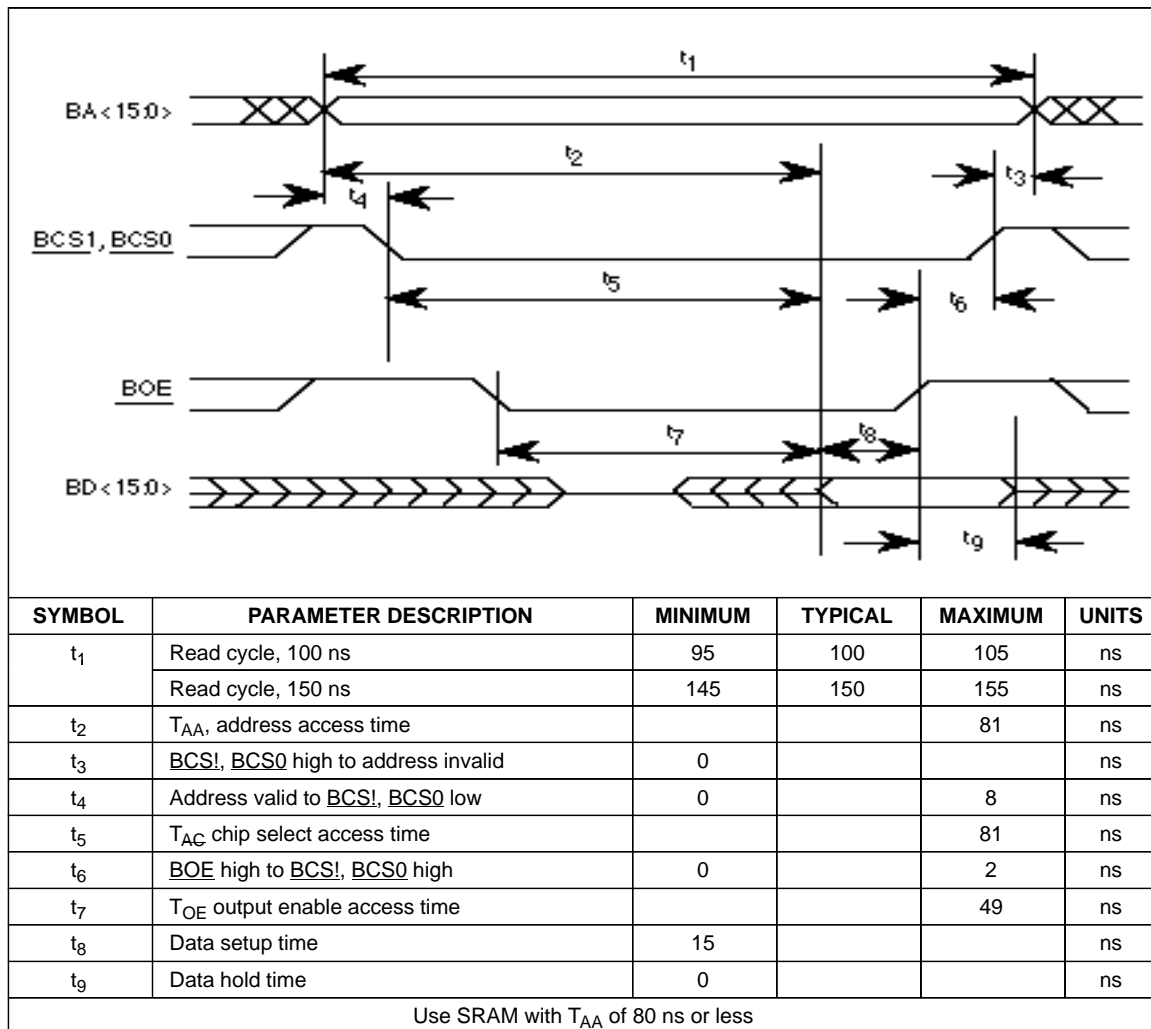 t1
BA<15:0>
t2
t3
t4
BCS1, BCS0
t5
t6
BOE
t7
t8
BD<15:0>
t9
SYMBOL PARAMETER DESCRIPTION MINIMUM TYPICAL MAXIMUM UNITS
t1 Read cycle, 100 ns 95 100 105 ns
Read cycle, 150 ns 145 150 155 ns
t2 TAA, address access time 81 ns
t3 BCS!, BCS0 high to address invalid 0 ns
t4 Address valid to BCS!, BCS0 low 0 8 ns
t5 TAC chip select access time 81 ns
t6 BOE high to BCS!, BCS0 high 0 2 ns
t7 TOE output enable access time 49 ns
t8 Data setup time 15 ns
t9 Data hold time 0 ns
Use SRAM with TAA of 80 ns or less